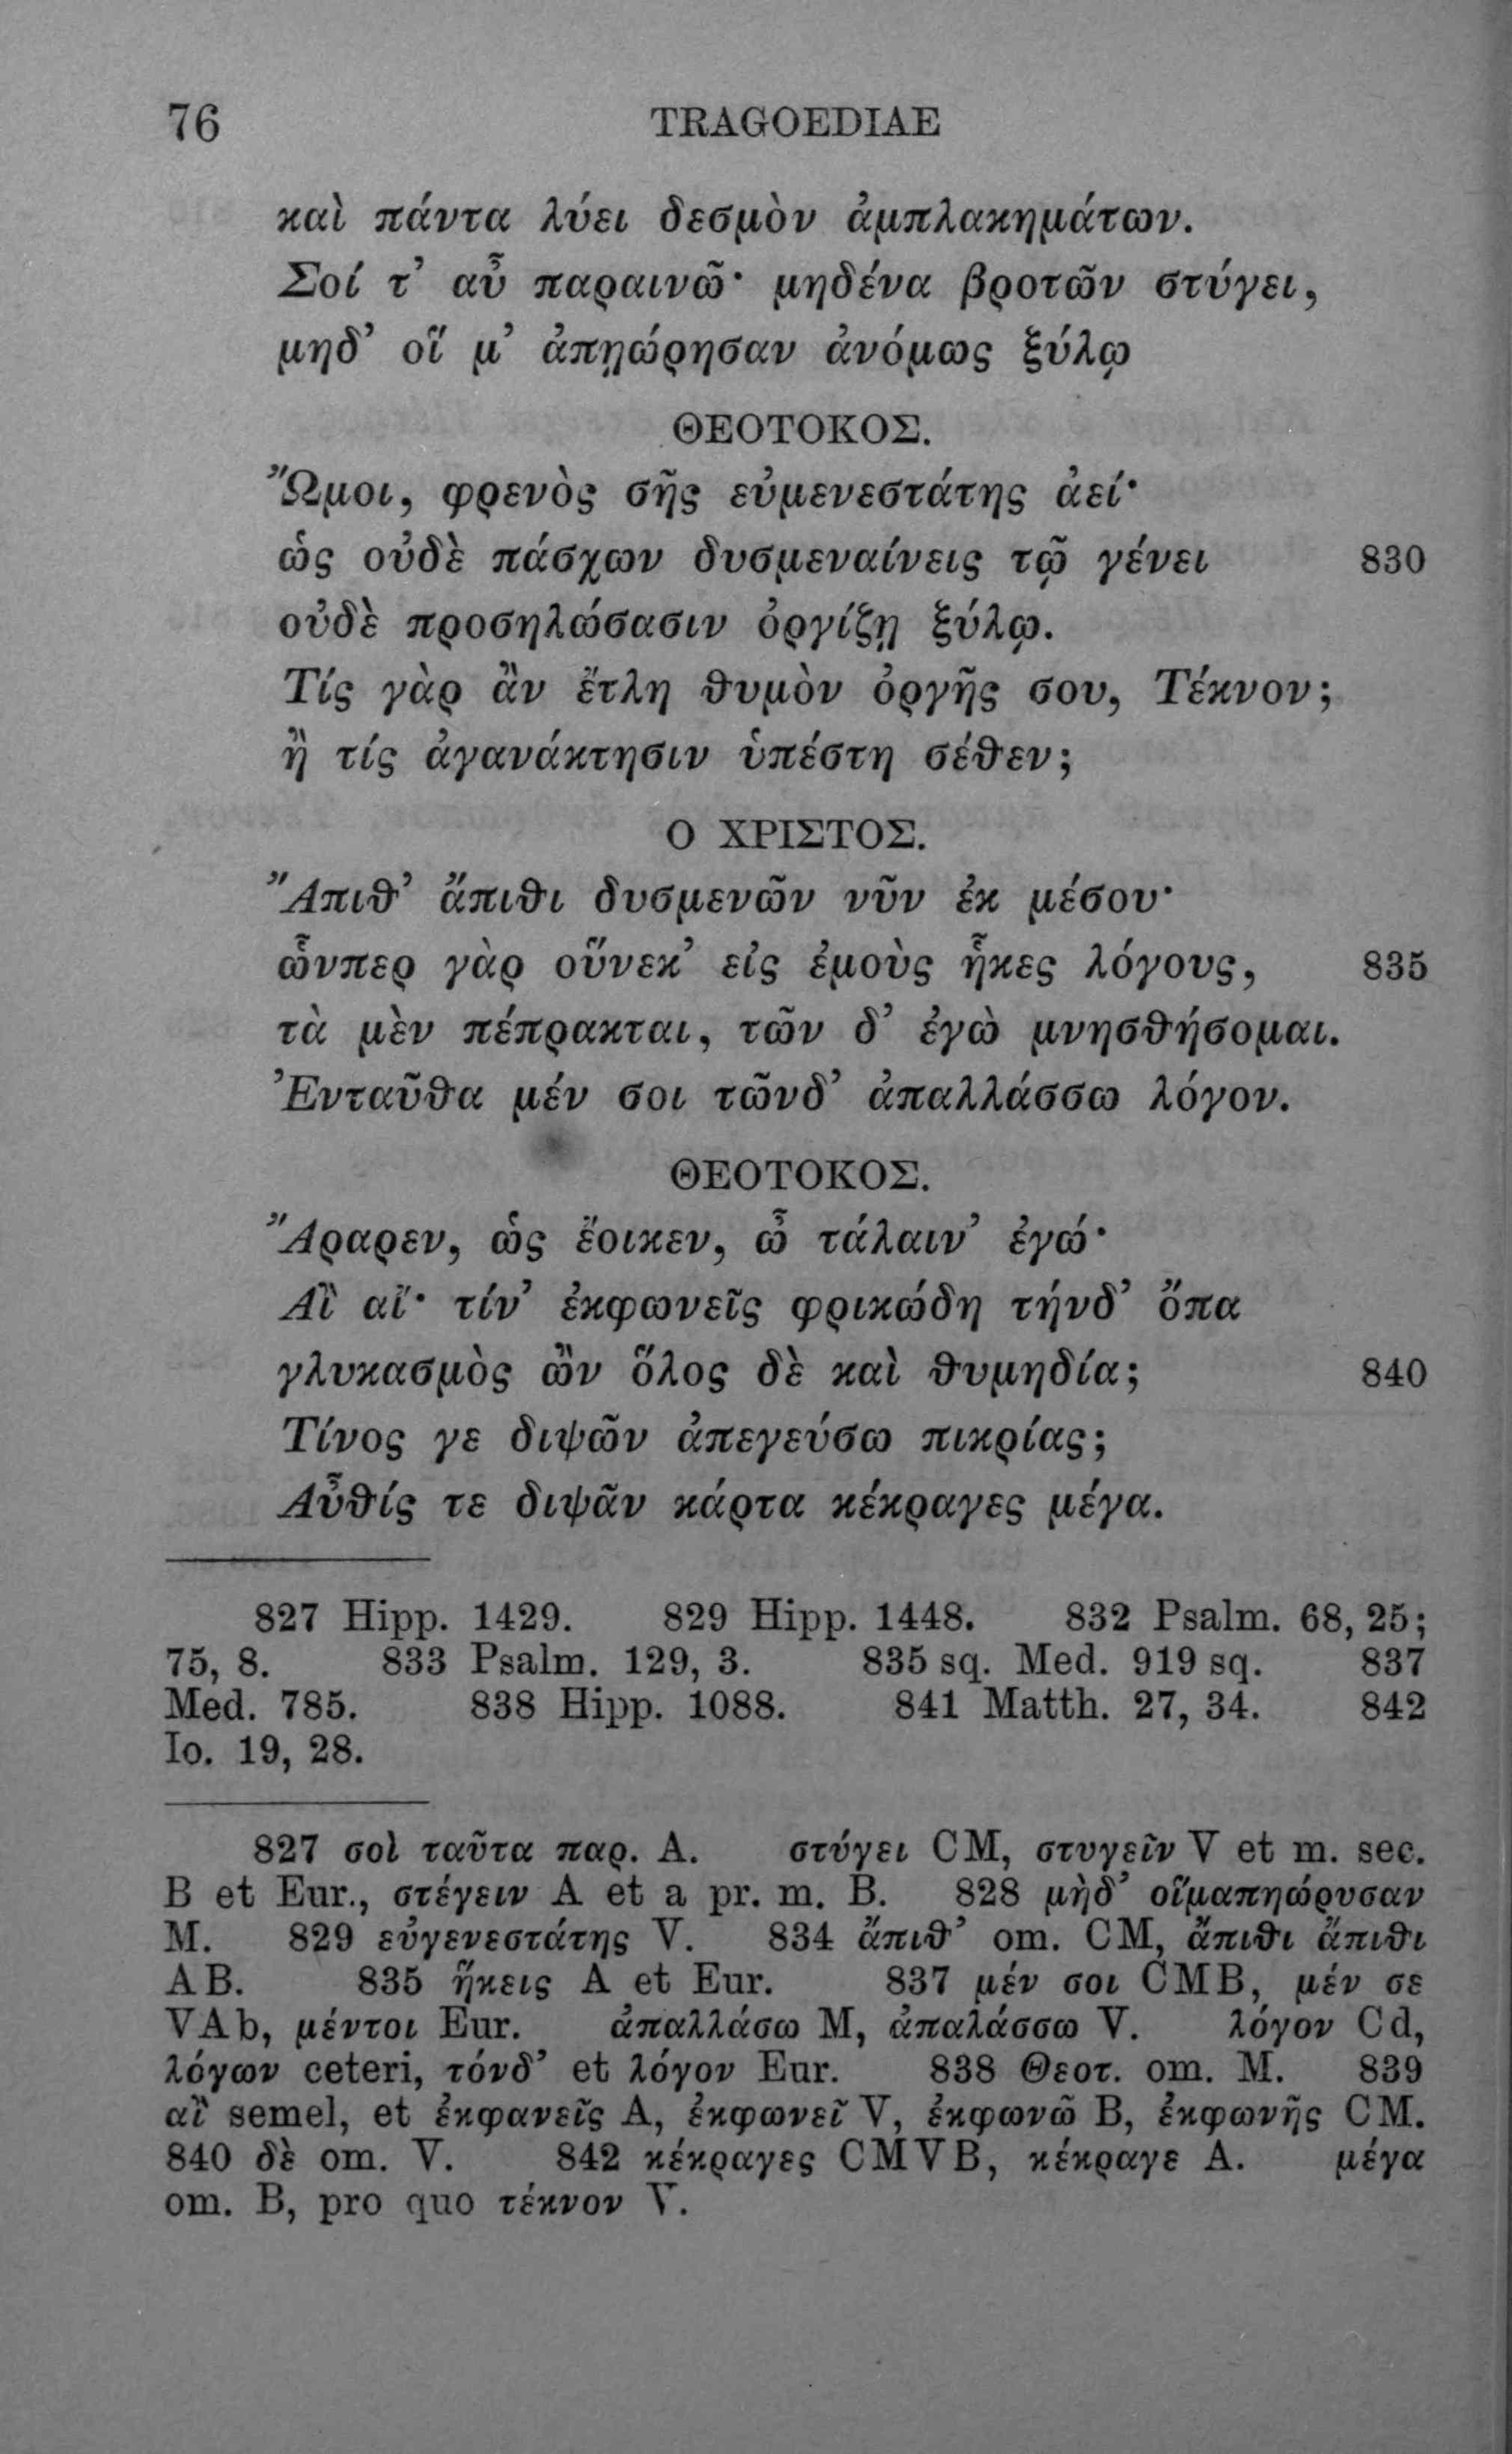 76 TRAGOEDIAE
καὶ πάντα λύει δεσμὸν ἀμπλακημάτων.
Σοί τ’ αὖ παραινῶ· μηδένα βροτῶν στύγει,
μηδ’ οἵ μ’ ἀπῃώρησαν ἀνόμως ξύλῳ
ΘΕΟΤΟΚΟΣ.
Ὤμοι, φρενὸς σῆς εὐμενεστάτης ἀεί·
ὡς οὐδὲ πάσχων δυσμεναίνεις τῷ γένει 830
οὐδὲ προσηλώσασιν ὀργίζῃ ξύλῳ.
Τίς γὰρ ἂν ἔτλη θυμὸν ὀργῆς σου, Τέκνον;
ἢ τίς ἀγανάκτησιν ὑπέστη σέθεν;
Ο ΧΡΙΣΤΟΣ.
Ἄπιθ’ ἄπιθι δυσμενῶν νῦν ἐκ μέσου·
ὧνπερ γὰρ οὕνεκ’ εἰς ἐμοὺς ἧκες λόγους, 835
τὰ μὲν πέπρακται, τῶν δ’ ἐγὼ μνησθήσομαι.
Ἐνταῦθα μέν σοι τῶνδ’ ἀπαλλάσσω λόγον.
ΘΕΟΤΟΚΟΣ.
Ἄραρεν, ὡς ἔοικεν, ὦ τάλαιν’ ἐγώ·
Αἲ αἴ· τίν’ ἐκφωνεῖς φρικώδη τήνδ’ ὄπα
γλυκασμὸς ὢν ὅλος δὲ καὶ θυμηδία; 840
Τίνος γε διψῶν ἀπεγεύσω πικρίας;
Αὖθίς τε διψᾶν κάρτα κέκραγες μέγα.
827 Hipp. 1429. 829 Hipp. 1448. 832 Psalm. 68, 25;
75, 8. 833 Psalm. 129, 3. 835 sq. Med. 919 sq. 837
Med. 785. 838 Hipp. 1088. 841 Matth. 27, 34. 842
Io. 19, 28.
827 σοὶ ταῦτα παρ. A. στύγει CM, στυγεῖν V et m. sec.
B et Eur., στέγειν A et a pr. m. B. 828 μὴδ’ οἵμαπηώρυσαν
M. 829 εὐγενεστάτης V. 834 ἄπιθ’ om. CM, ἄπιθι ἄπιθι
AB. 835 ἥκεις A et Eur. 837 μέν σοι CMB, μέν σε
VAb, μέντοι Eur. ἀπαλλάσω M, ἀπαλάσσω V. λόγον Cd,
λόγων ceteri, τόνδ’ et λόγον Eur. 838 Θεοτ. om. M. 839
αἲ semel, et ἐκφανεῖς A, ἐκφωνεῖ V, ἐκφωνῶ B, ἐκφωνῆς CM.
840 δὲ om. V. 842 κέκραγες CMVB, κέκραγε A. μέγα
om. B, pro quo τέκνον V.